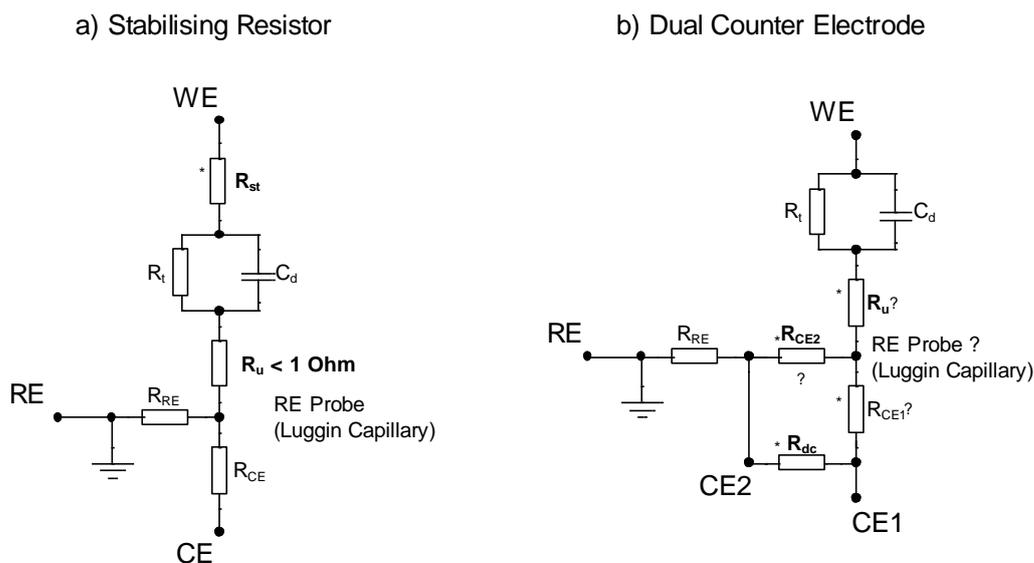 a) Stabilising Resistor
WE
* Rst
Rt
Cd
Ru < 1 Ohm
RE
RRE
RE Probe
(Luggin Capillary)
RCE
CE
b) Dual Counter Electrode
WE
Rt
Cd
* Ru?
RE
RRE
*RCE2
?
RE Probe ?
(Luggin Capillary)
* RCE1?
* Rdc
CE2
CE1